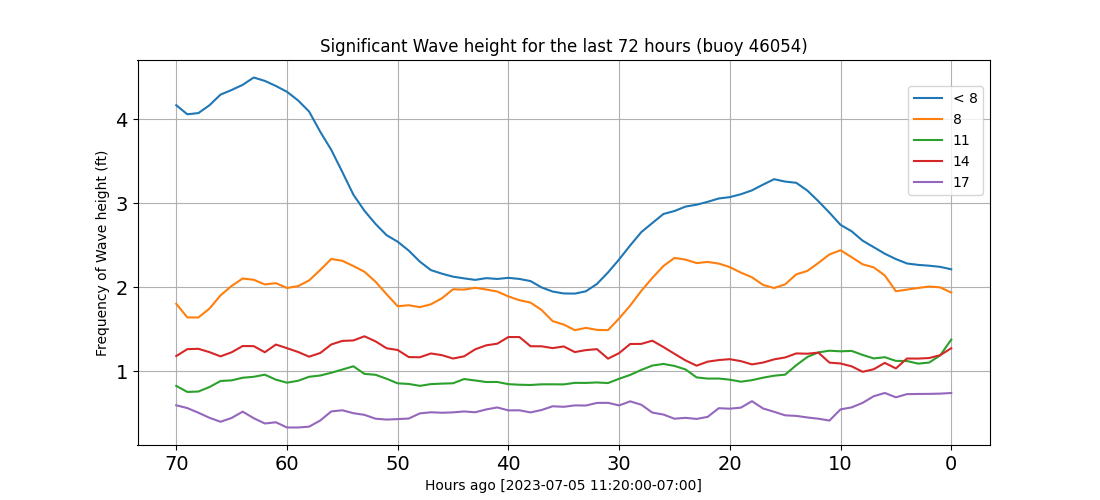 Significant Wave height for the last 72 hours (buoy 46054)
Frequency of Wave height (ft)
4
3
2
1
< 8
8
11
14
17
70 60 50 40 30 20 10 0
Hours ago [2023-07-05 11:20:00-07:00]